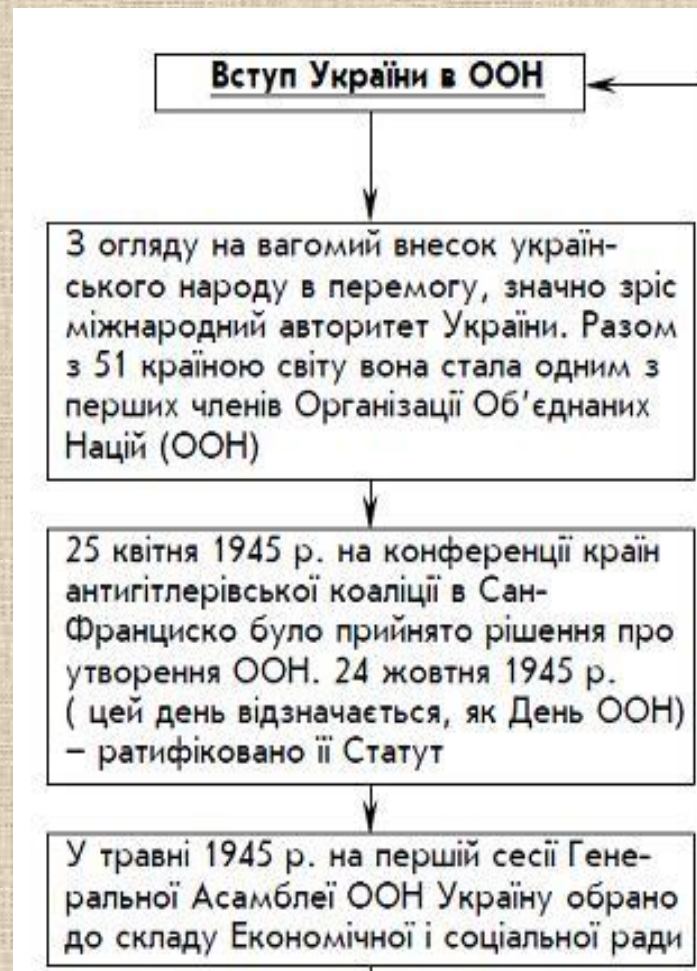 Вступ України в ООН
З огляду на вагомий внесок україн-
ського народу в перемогу, значно зріс
міжнародний авторитет України. Разом
з 51 країною світу вона стала одним з
перших членів Організації Об’єднаних
Націй (ООН)
25 квітня 1945 р. на конференції країн
антигітлерівської коаліції в Сан-
Франциско було прийнято рішення про
утворення ООН. 24 жовтня 1945 р.
( цей день відзначається, як День ООН)
– ратифіковано її Статут
У травні 1945 р. на першій сесії Гене-
ральної Асамблеї ООН Україну обрано
до складу Економічної і соціальної ради